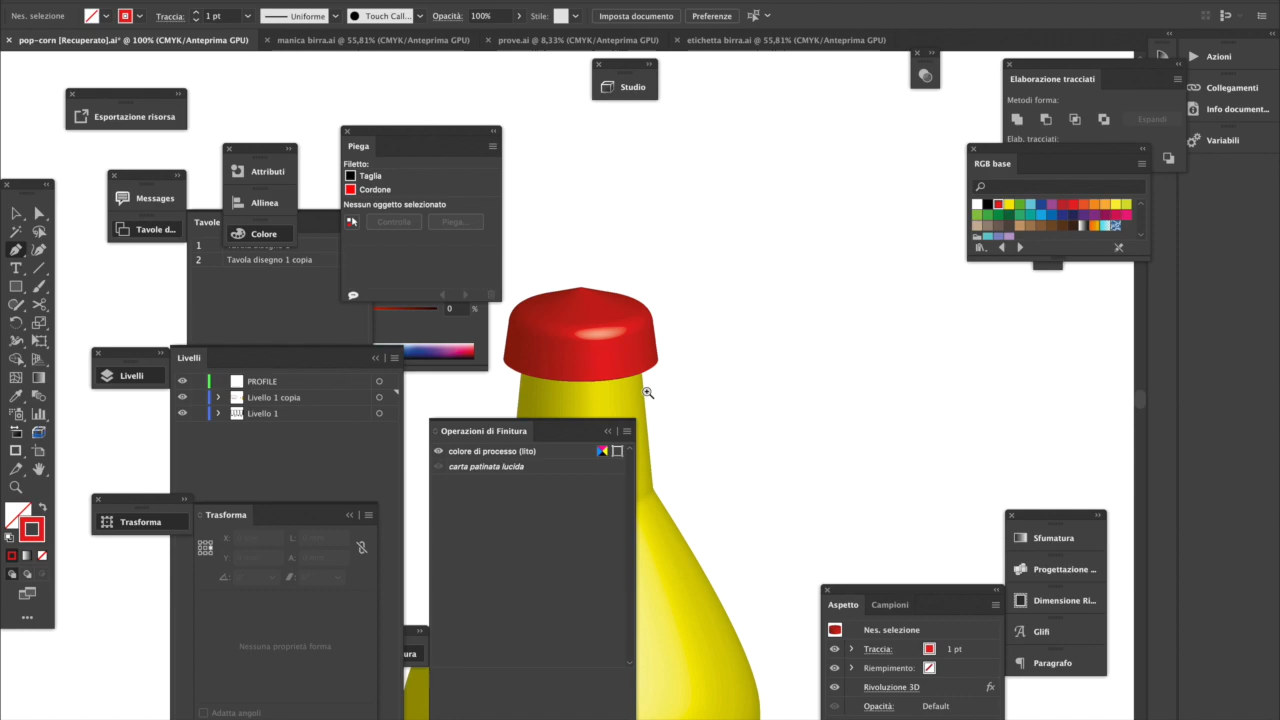 Nes. selezione
Traccia:
1 pt
Uniforme
Touch Call...
Opacità:
100%
Stile:
Imposta documento
Preferenze
pop-corn [Recuperato].ai* @ 100% (CMYK/Anteprima GPU)
manica birra.ai @ 55,81% (CMYK/Anteprima GPU)
prove.ai @ 8,33% (CMYK/Anteprima GPU)
etichetta birra.ai @ 55,81% (CMYK/Anteprima GPU)
Esportazione risorsa
Studio
Elaborazione tracciati
Metodi forma:
Espandi
Elab. tracciati:
Azioni
Collegamenti
Info document...
Variabili
RGB base
Messages
Tavole d...
Attributi
Allinea
Colore
Tavole
1
2
Tavola disegno 1 copia
Piega
Filetto:
Taglia
Cordone
Nessun oggetto selezionato
Controlla
Piega...
0
%
Livelli
Livelli
PROFILE
Livello 1 copia
Livello 1
Operazioni di Finitura
colore di processo (lito)
carta patinata lucida
Trasforma
Trasforma
X:
L:
Y:
A:
Nessuna proprietà forma
Adatta angoli
ura
Sfumatura
Progettazione ...
Dimensione Ri...
Glifi
Paragrafo
Aspetto
Campioni
Nes. selezione
Traccia:
1 pt
Riempimento:
Rivoluzione 3D
fx
Opacità:
Default